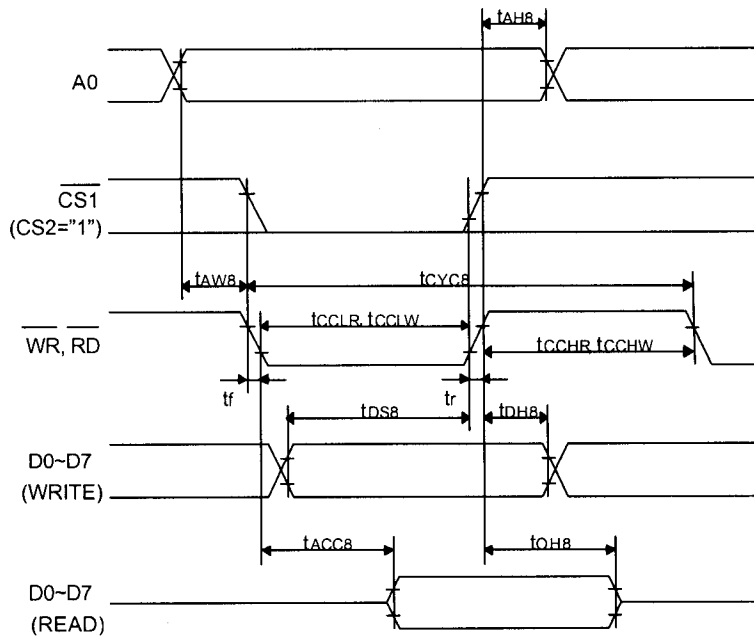 tAH8
A0
CS1
(CS2="1")
tAW8
tCYC8
tCCLR, tCCLW
WR, RD
tCCHR, tCCHW
tf
tr
tDS8
tDH8
D0~D7
(WRITE)
tACC8
tOH8
D0~D7
(READ)